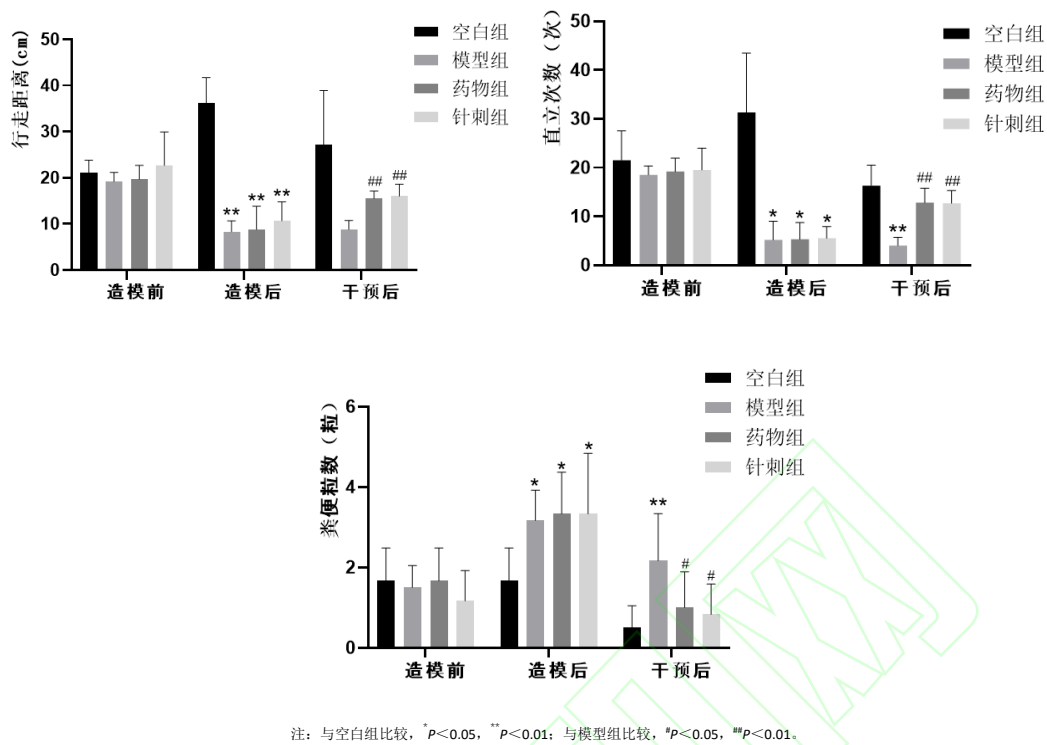 行走距离(cm)
50
40
30
20
10
0
空白组
模型组
药物组
针刺组
**
**
**
##
##
造模前 造模后 干预后
直立次数（次）
50
40
30
20
10
0
空白组
模型组
药物组
针刺组
*
*
*
**
##
##
造模前 造模后 干预后
粪便粒数（粒）
6
4
2
0
空白组
模型组
药物组
针刺组
*
*
*
**
#
#
造模前 造模后 干预后
注：与空白组比较，*P＜0.05，**P＜0.01；与模型组比较，#P＜0.05，##P＜0.01。